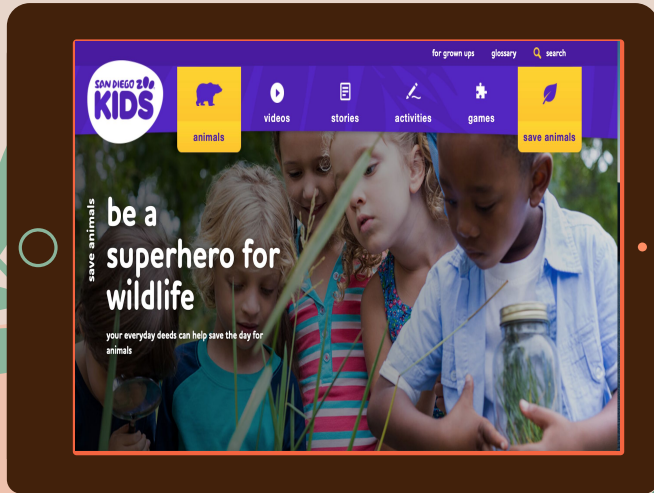 for grown ups glossary search
SAN DIEGO ZOO
KIDS
animals videos stories activities games save animals
save animals
be a
superhero for
wildlife
your everyday deeds can help save the day for
animals